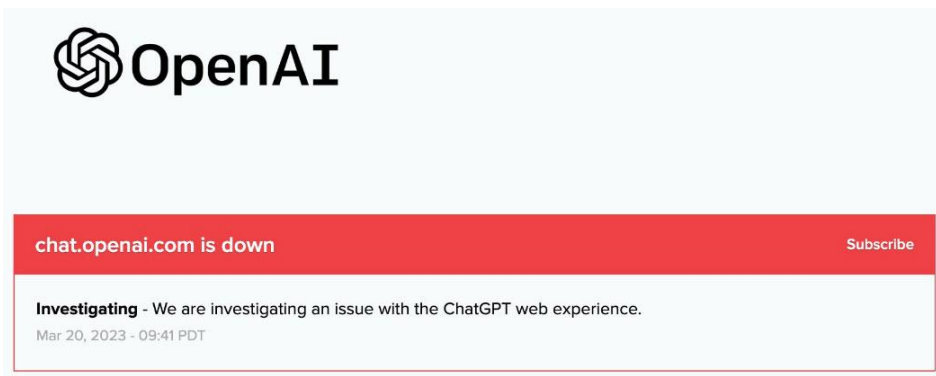 OpenAI
chat.openai.com is down
Subscribe
Investigating - We are investigating an issue with the ChatGPT web experience.
Mar 20, 2023 - 09:41 PDT